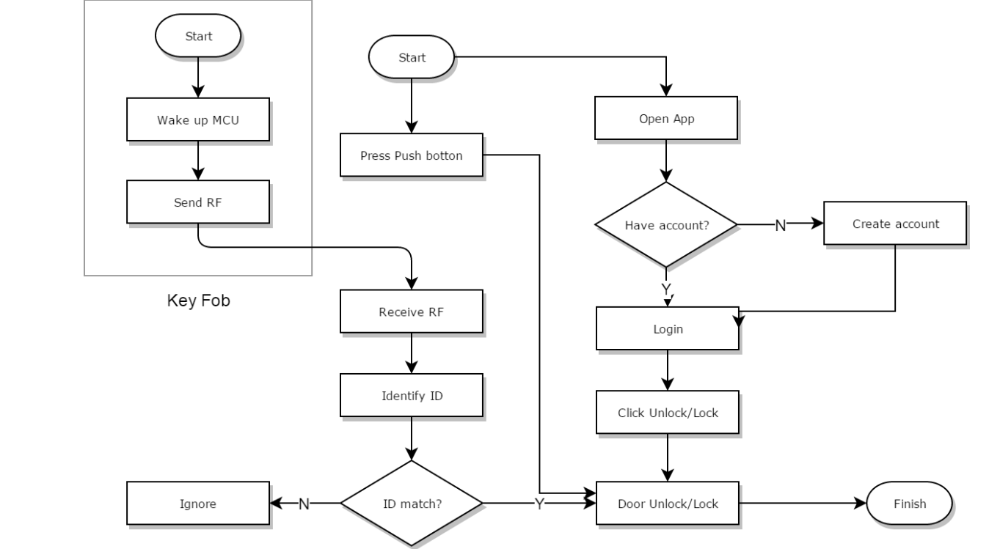 Start
Wake up MCU
Send RF
Key Fob
Start
Press Push botton
Receive RF
Identify ID
ID match?
N
Ignore
Y
Open App
Have account?
N
Create account
Y
Login
Click Unlock/Lock
Door Unlock/Lock
Finish